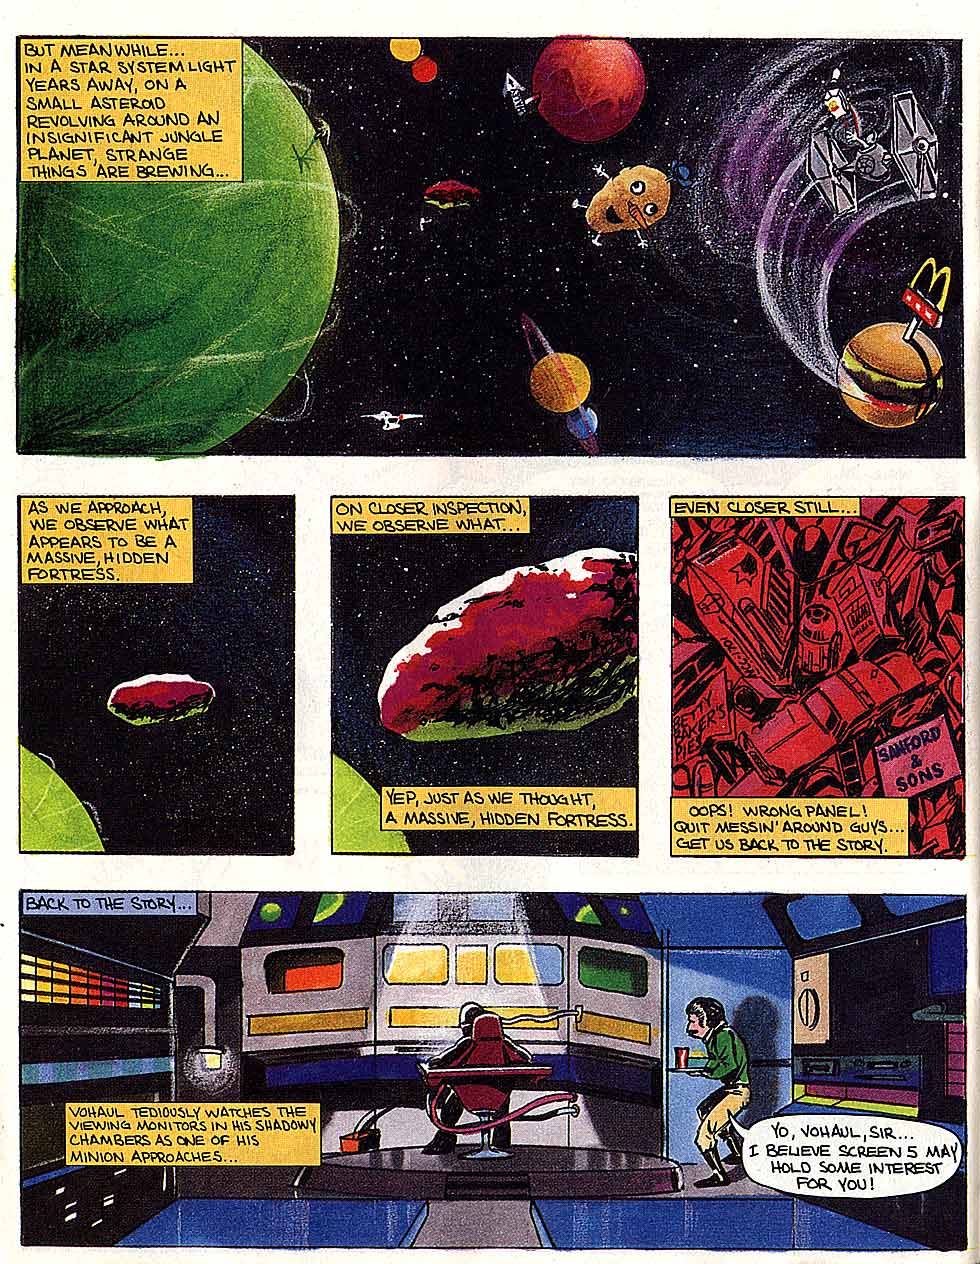 BUT MEANWHILE...
IN A STAR SYSTEM LIGHT
YEARS AWAY, ON A
SMALL ASTEROID
REVOLVING AROUND AN
INSIGNIFICANT JUNGLE
PLANET, STRANGE
THINGS ARE BREWING...
AS WE APPROACH,
WE OBSERVE WHAT
APPEARS TO BE A
MASSIVE, HIDDEN
FORTRESS.
ON CLOSER INSPECTION,
WE OBSERVE WHAT...
YEP, JUST AS WE THOUGHT,
A MASSIVE, HIDDEN FORTRESS.
EVEN CLOSER STILL...
BETTY
BAKER'S
PIES
SANFORD
&
SONS
OOPS! WRONG PANEL!
QUIT MESSIN' AROUND GUYS...
GET US BACK TO THE STORY.
BACK TO THE STORY...
VOHAUL TEDIOUSLY WATCHES THE
VIEWING MONITORS IN HIS SHADOWY
CHAMBERS AS ONE OF HIS
MINION APPROACHES...
YO, VOHAUL, SIR...
I BELIEVE SCREEN 5 MAY
HOLD SOME INTEREST
FOR YOU!